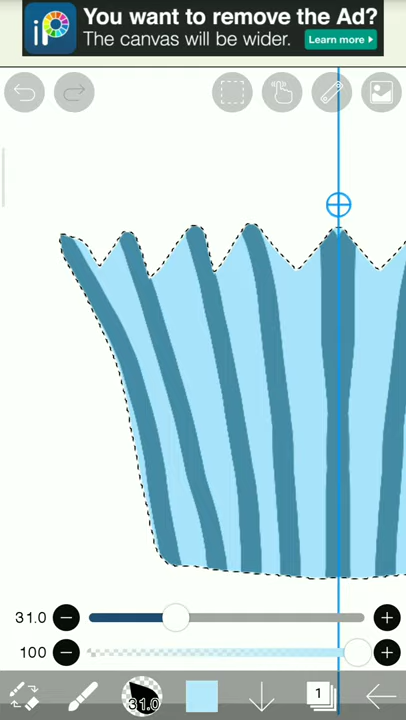 iP
You want to remove the Ad?
The canvas will be wider.
Learn more ▸
31.0
100
31.0
1